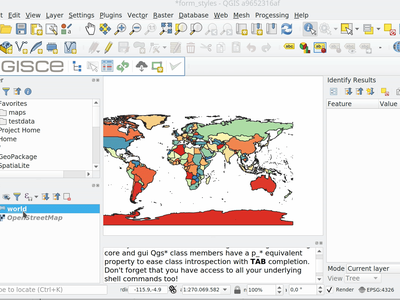 *form_styles - QGIS a9652316af
Edit View Layer Settings Plugins Vector Raster Database Web Mesh Processing Help
GISCE
Identify Results
Feature Value
Favorites
maps
testdata
Project Home
Home
GeoPackage
SpatiaLite
world
OpenStreetMap
core and gui Qgs* class members have a p_* equivalent
property to ease class introspection with TAB completion.
Don't forget that you have access to all your underlying
shell commands too!
Mode Current layer
View Tree
e to locate (Ctrl+K) -115.9,-4.9 1:270.069.582 100% 0,0 ° Render EPSG:4326